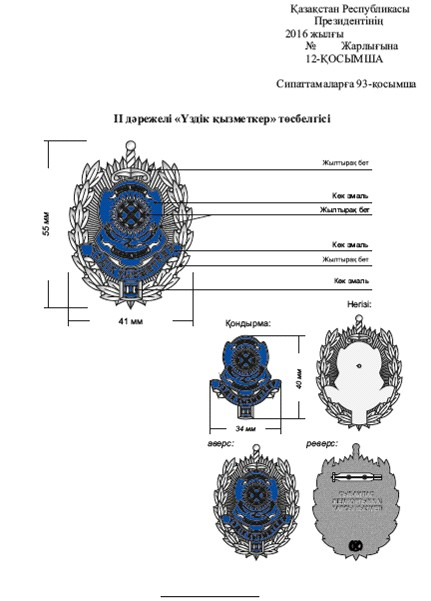 Қазақстан Республикасы
Президентінің
2016 жылғы
№ Жарлығына
12-ҚОСЫМША
Сипаттамаларға 93-қосымша
II дәрежелі «Үздік қызметкер» төсбелгісі
Жылтырақ бет
Көк эмаль
Жылтырақ бет
Көк эмаль
Жылтырақ бет
Көк эмаль
55 мм
41 мм
Негізі:
Қондырма:
40 мм
34 мм
аверс: реверс: